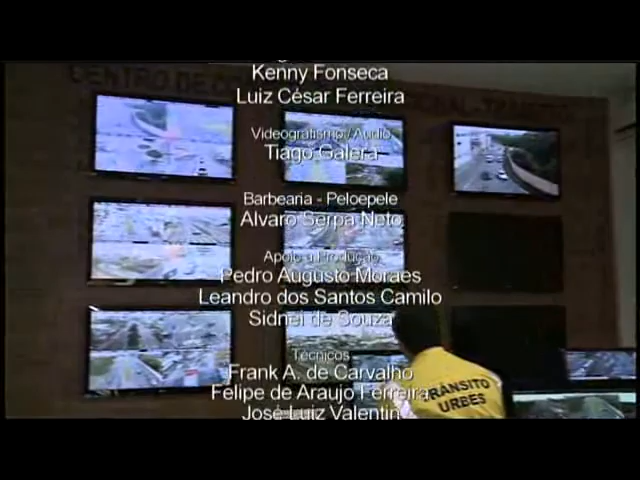 CENTRO DE
Kenny Fonseca
Luiz César Ferreira
Videografismo / Áudio
Tiago Galera
Barbearia - Peloepele
Alvaro Serpa Neto
Apoio a Produção
Pedro Augusto Moraes
Leandro dos Santos Camilo
Sidnei de Souza
Técnicos
Frank A. de Carvalho
Felipe de Araujo Ferreira
José Luiz Valentin
TRÂNSITO
URBES